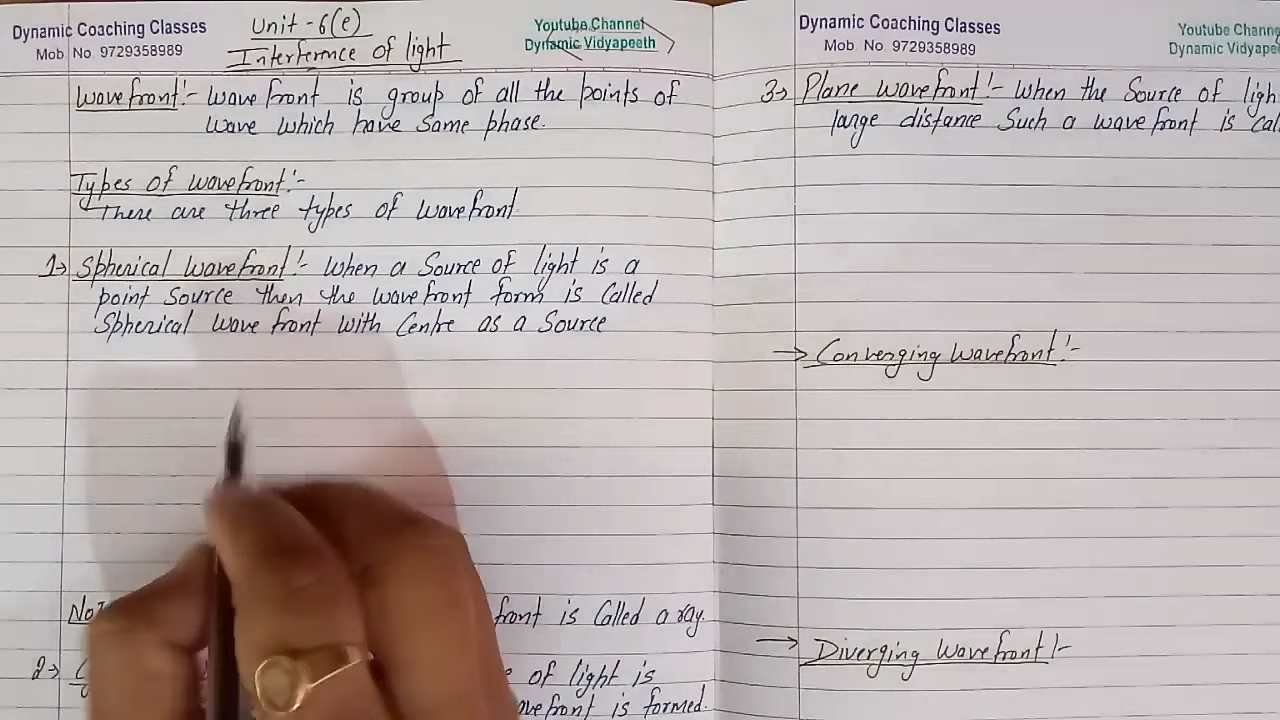 Dynamic Coaching Classes
Mob No 9729358989
Unit-6(e)
Interference of light
Youtube Channel
Dynamic Vidyapeeth
Wavefront:- Wave front is group of all the points of
wave which have same phase.
Types of wavefront:-
There are three types of wavefront.
1→ Spherical wavefront:- When a Source of light is a
point source then the wavefront form is Called
Spherical wave front with Centre as a Source
front is Called a ray.
2→
of light is
wavefront is formed.
Dynamic Coaching Classes
Mob No 9729358989
Youtube
Dynamic
3→ Plane wavefront:- When the Source of
large distance Such a wave front is
→ Converging Wavefront:-
→ Diverging Wavefront:-